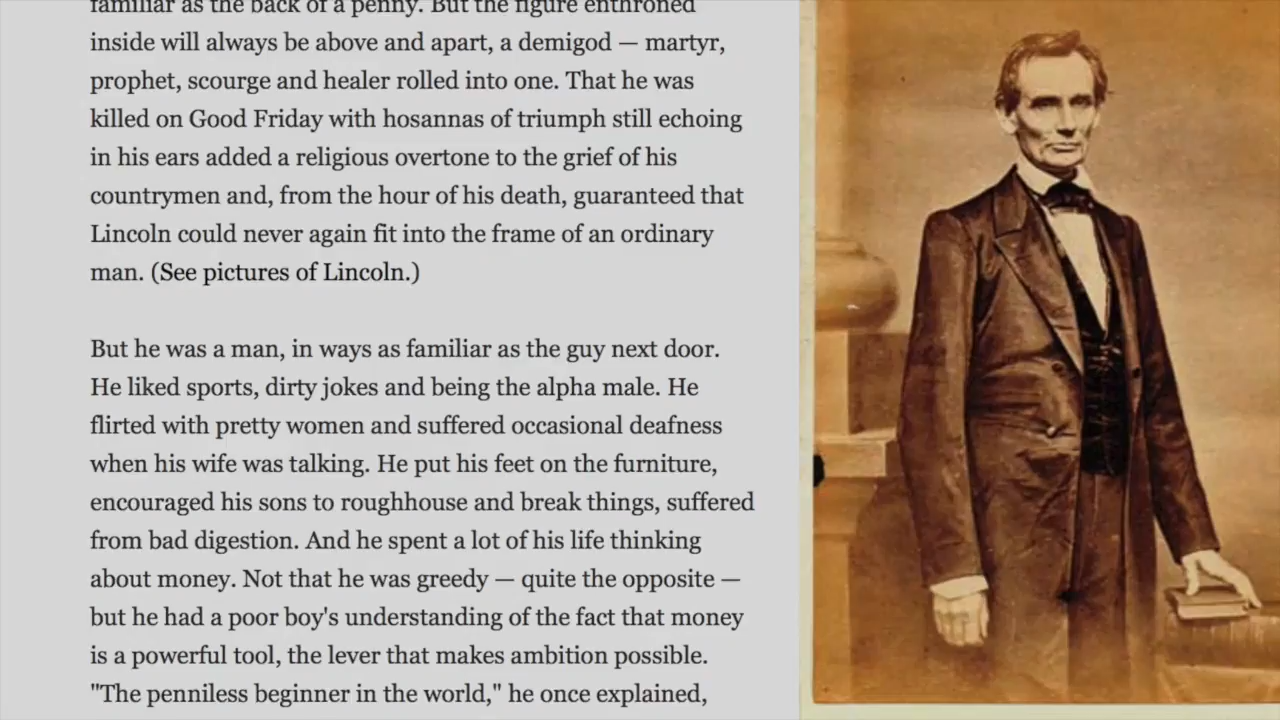 familiar as the back of a penny. But the figure enthroned
inside will always be above and apart, a demigod — martyr,
prophet, scourge and healer rolled into one. That he was
killed on Good Friday with hosannas of triumph still echoing
in his ears added a religious overtone to the grief of his
countrymen and, from the hour of his death, guaranteed that
Lincoln could never again fit into the frame of an ordinary
man. (See pictures of Lincoln.)
But he was a man, in ways as familiar as the guy next door.
He liked sports, dirty jokes and being the alpha male. He
flirted with pretty women and suffered occasional deafness
when his wife was talking. He put his feet on the furniture,
encouraged his sons to roughhouse and break things, suffered
from bad digestion. And he spent a lot of his life thinking
about money. Not that he was greedy — quite the opposite —
but he had a poor boy's understanding of the fact that money
is a powerful tool, the lever that makes ambition possible.
"The penniless beginner in the world," he once explained,